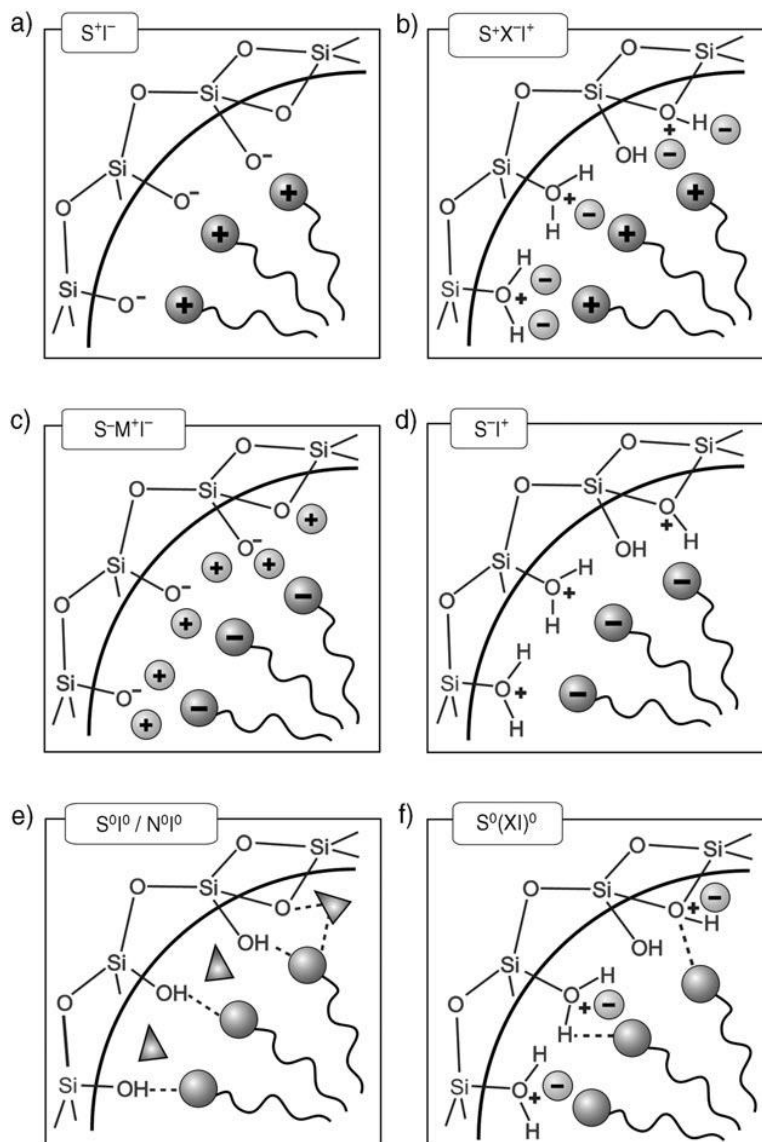 a) S⁺I⁻
O Si
O Si O
O⁻
Si
O O⁻ +
+
Si O⁻ +
b) S⁺X⁻I⁺
O Si
O Si O H
+ −
OH −
Si H
O O + − +
H +
H
Si O + − +
H −
c) S⁻M⁺I⁻
O Si
O Si O
+
O⁻
Si + +
O O⁻ −
+ −
+
Si O⁻ −
+
d) S⁻I⁺
O Si
O Si O
+ H
OH
Si H
O O + −
H −
H
Si O + −
H
e) S⁰I⁰ / N⁰I⁰
O Si
O Si O
OH
Si
O OH
Si OH
f) S⁰(XI)⁰
O Si
O Si −
O + H
OH
Si H
O O + −
H
H
Si O + −
H